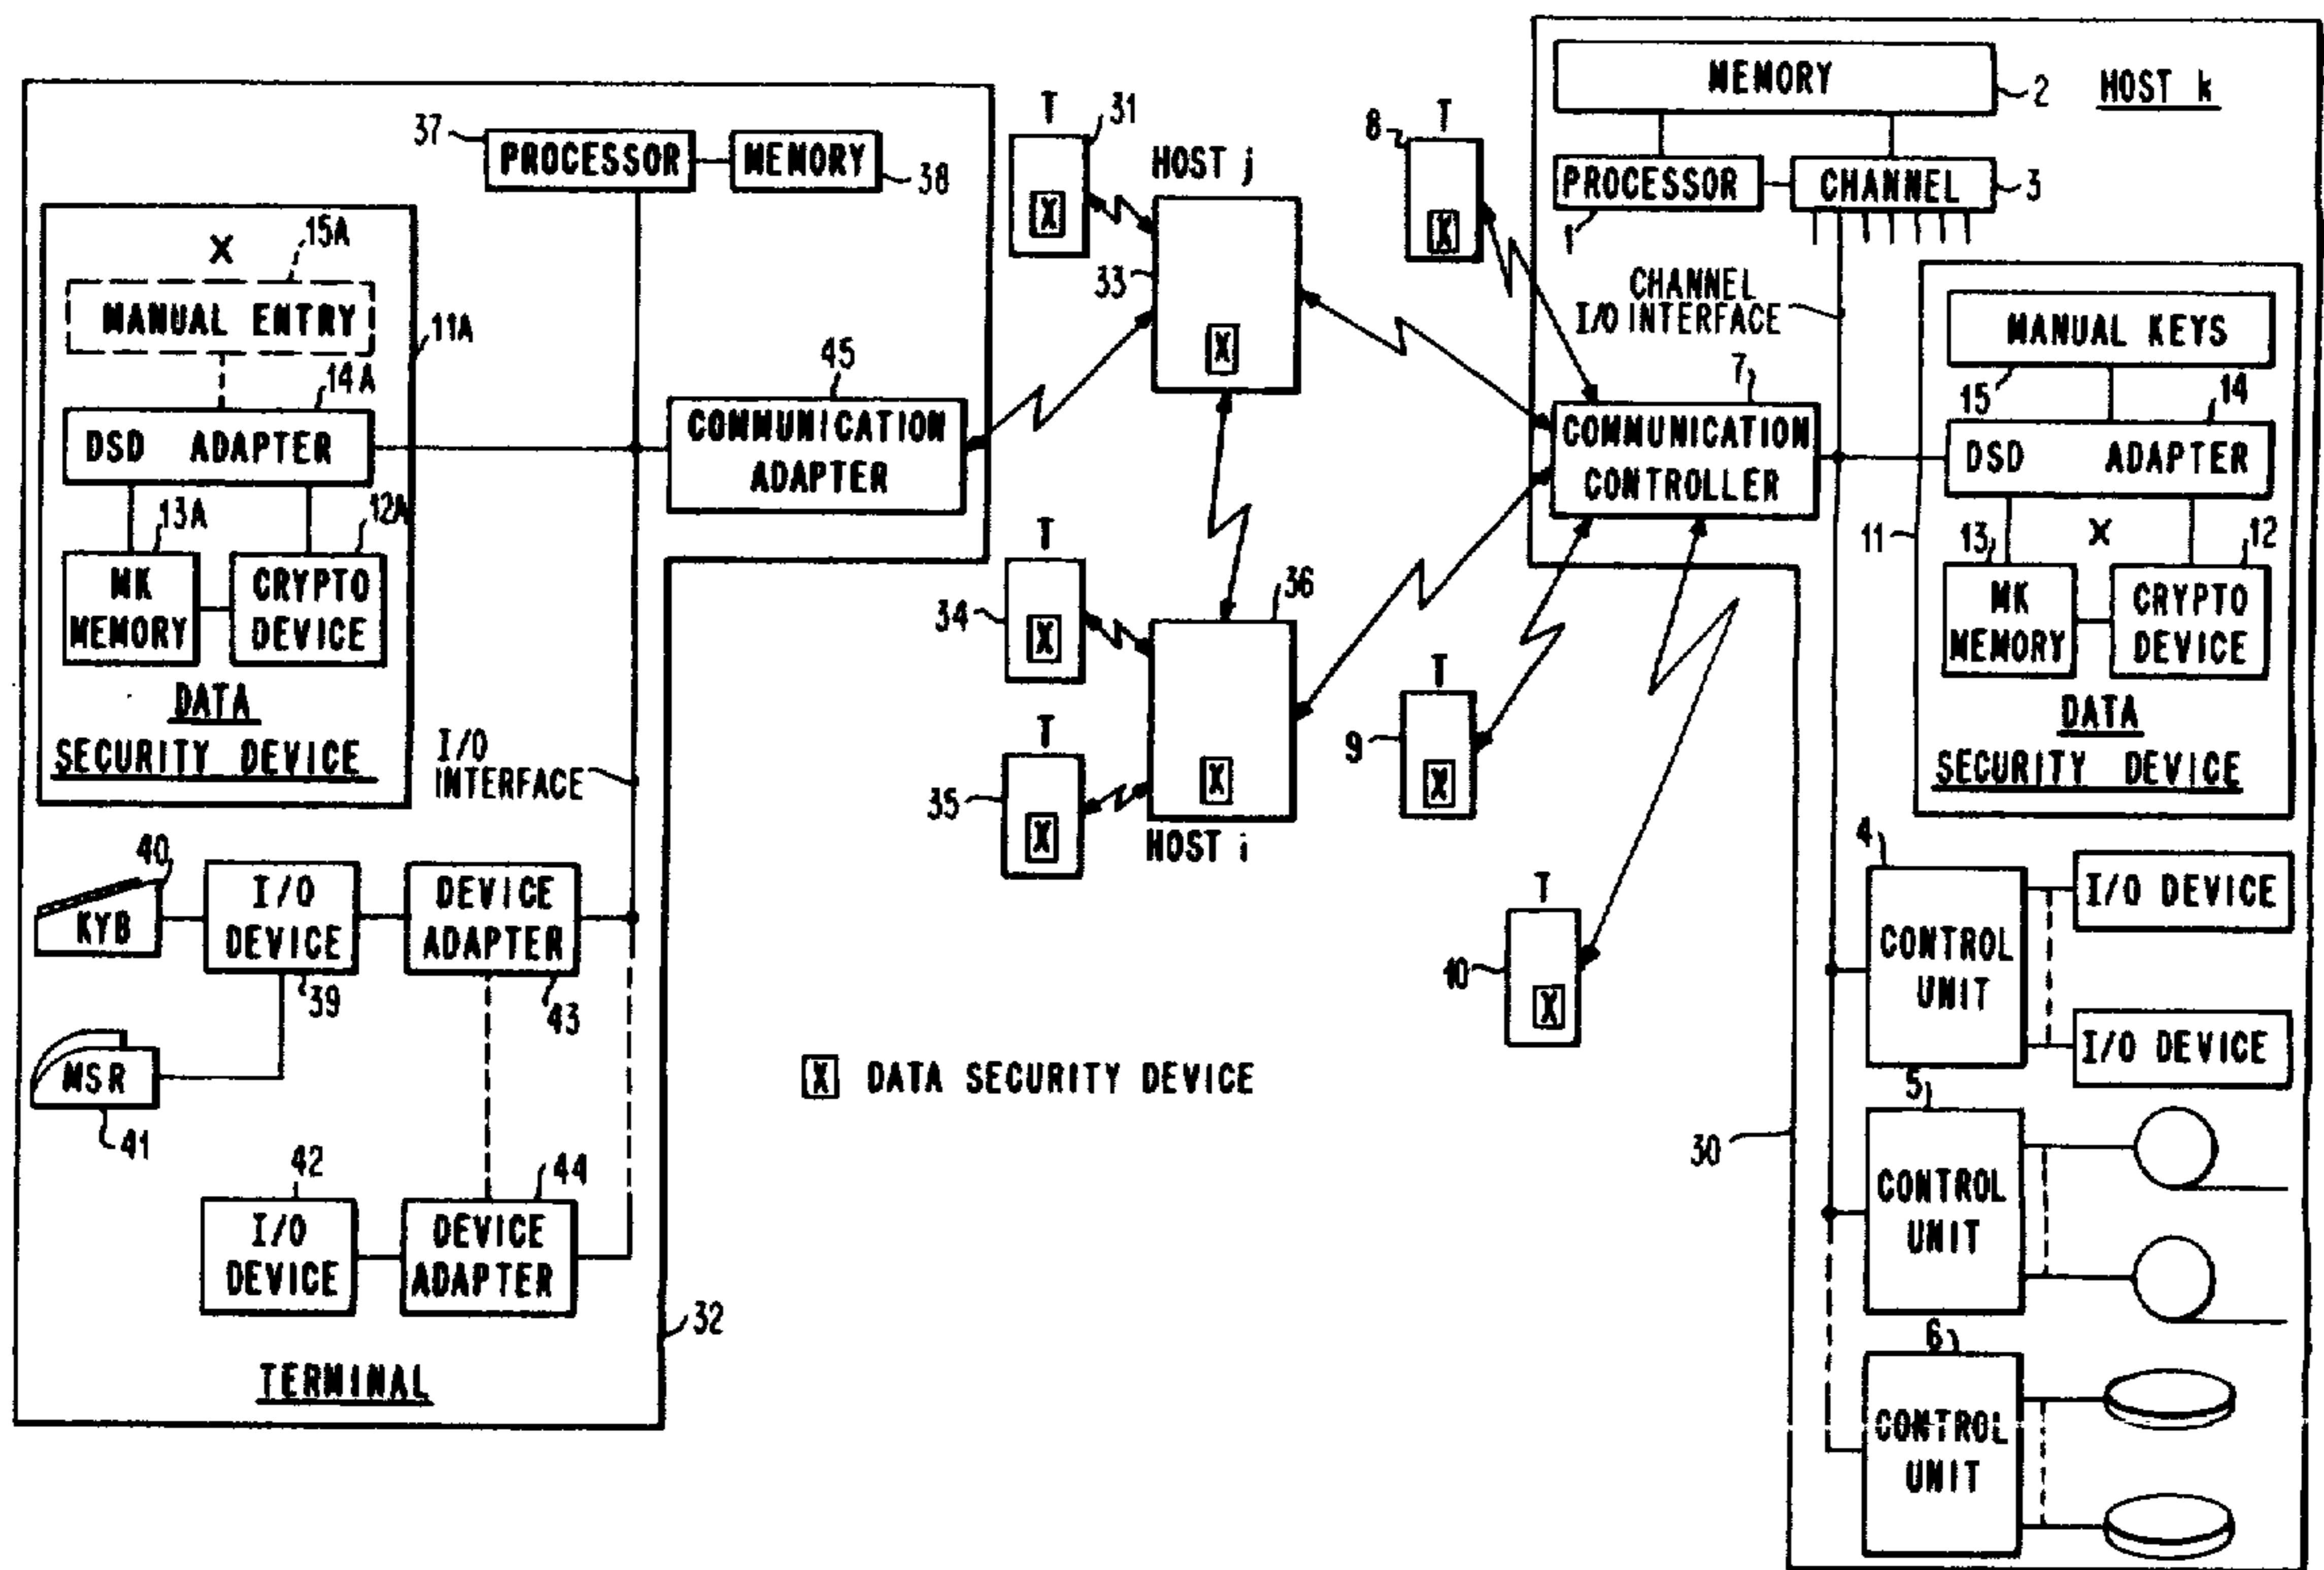 37
PROCESSOR
MEMORY
38
X
15A
MANUAL ENTRY
11A
14A
DSD ADAPTER
13A
12A
MK
MEMORY
CRYPTO
DEVICE
DATA
SECURITY DEVICE
I/O
INTERFACE
45
COMMUNICATION
ADAPTER
40
KYB
I/O
DEVICE
39
DEVICE
ADAPTER
43
MSR
41
42
I/O
DEVICE
44
DEVICE
ADAPTER
32
TERMINAL
T
31
X
HOST j
33
X
T
34
X
T
35
X
36
X
HOST i
T
8
X
T
9
X
T
10
X
X DATA SECURITY DEVICE
MEMORY
2
HOST k
PROCESSOR
1
CHANNEL
3
CHANNEL
I/O INTERFACE
7
COMMUNICATION
CONTROLLER
MANUAL KEYS
15
14
DSD ADAPTER
11
13
X
12
MK
MEMORY
CRYPTO
DEVICE
DATA
SECURITY DEVICE
4
CONTROL
UNIT
I/O DEVICE
I/O DEVICE
5
CONTROL
UNIT
30
6
CONTROL
UNIT